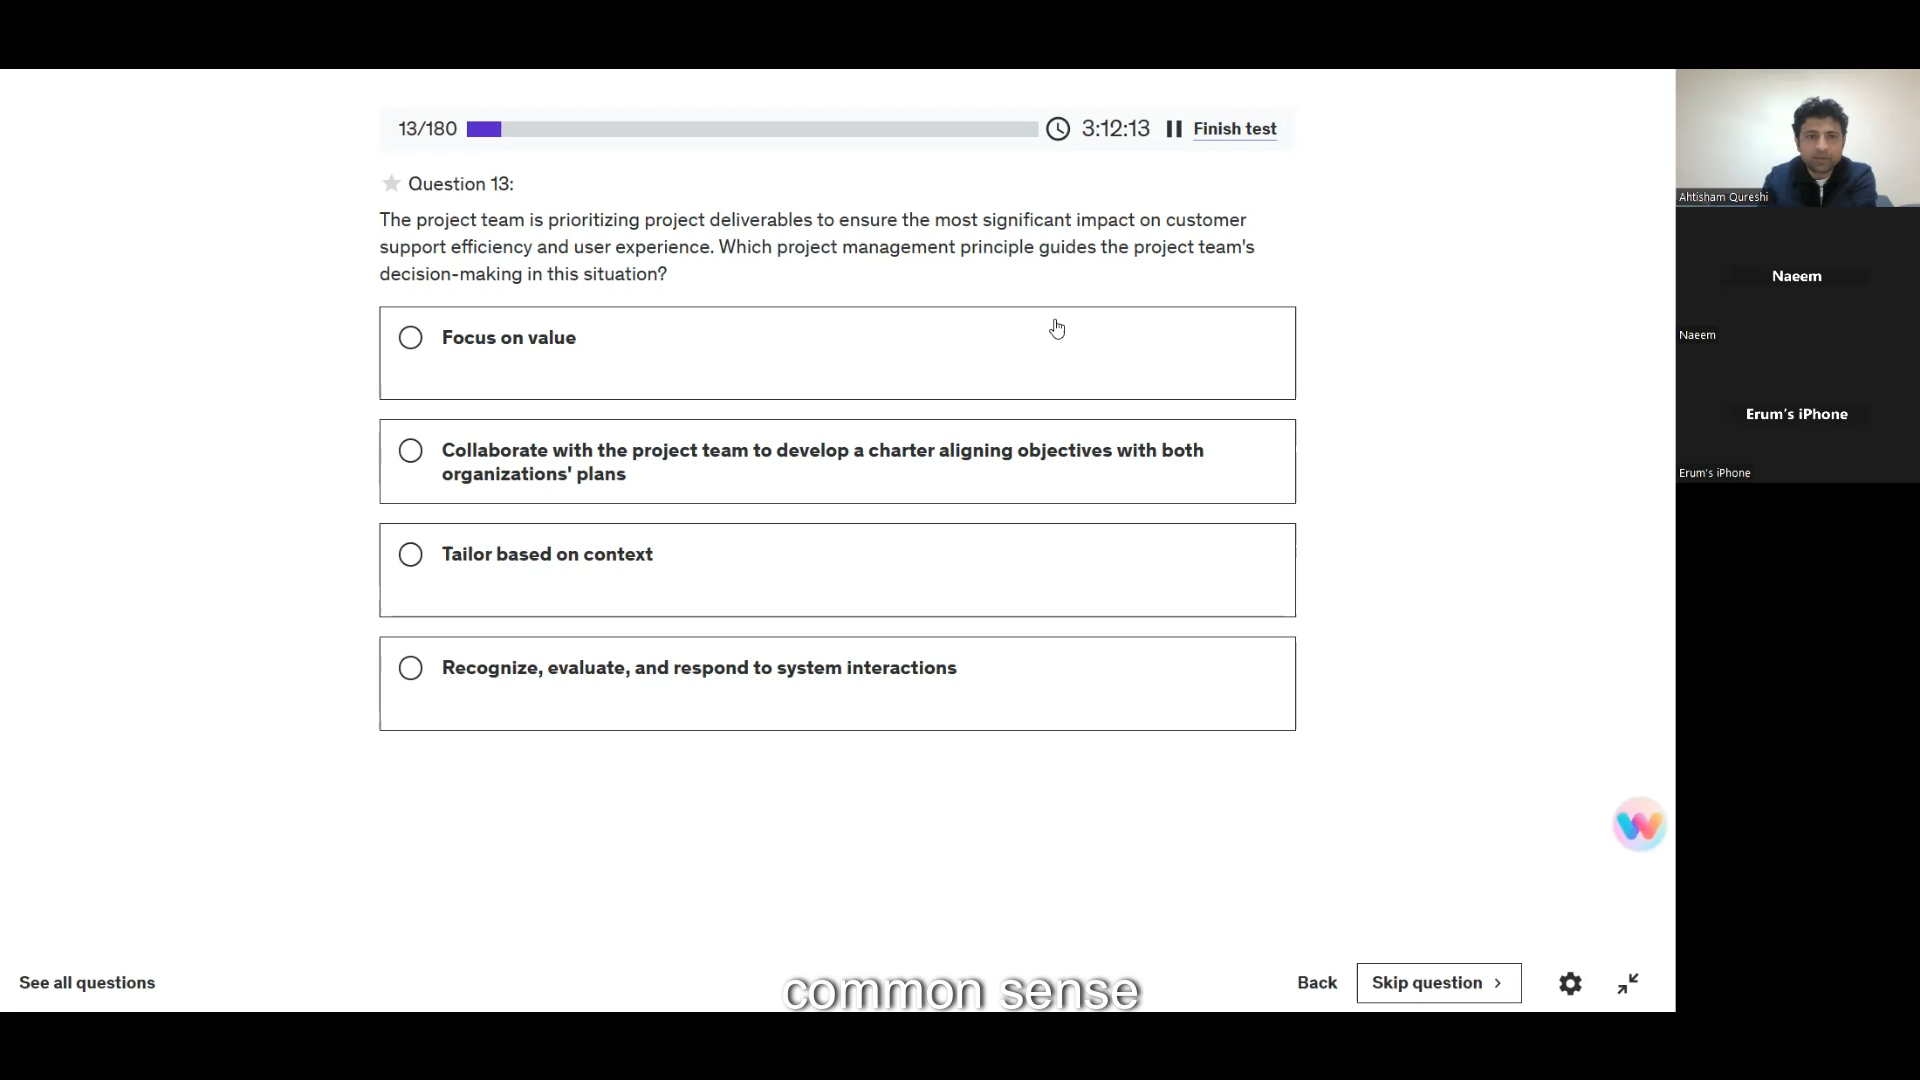 13/180
3:12:13
Finish test
Question 13:
The project team is prioritizing project deliverables to ensure the most significant impact on customer
support efficiency and user experience. Which project management principle guides the project team's
decision-making in this situation?
Focus on value
Collaborate with the project team to develop a charter aligning objectives with both
organizations' plans
Tailor based on context
Recognize, evaluate, and respond to system interactions
See all questions
common sense
Back
Skip question
Ahtisham Qureshi
Naeem
Naeem
Erum's iPhone
Erum's iPhone